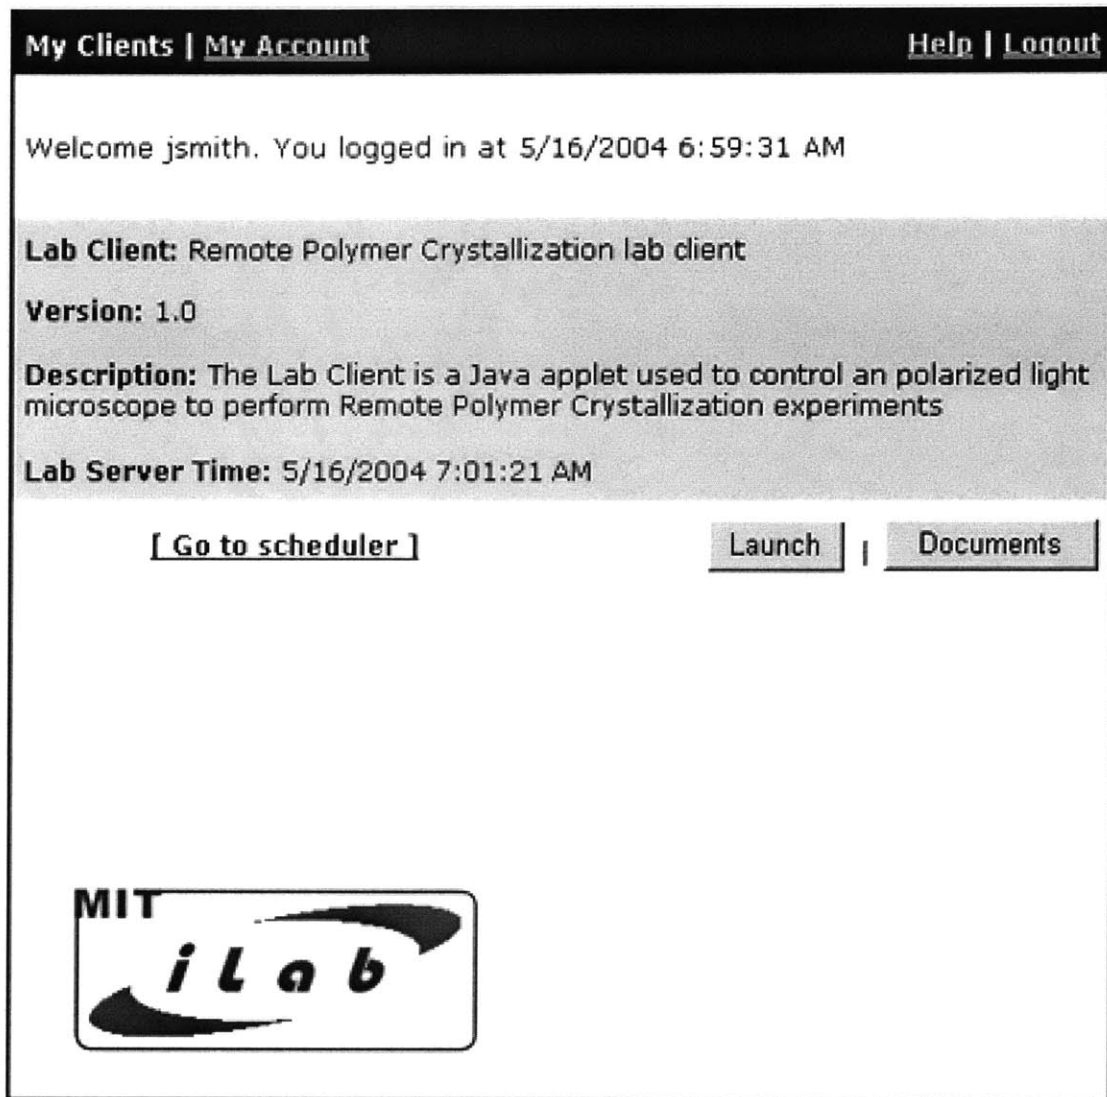 My Clients | My Account Help | Logout
Welcome jsmith. You logged in at 5/16/2004 6:59:31 AM
Lab Client: Remote Polymer Crystallization lab client
Version: 1.0
Description: The Lab Client is a Java applet used to control an polarized light
microscope to perform Remote Polymer Crystallization experiments
Lab Server Time: 5/16/2004 7:01:21 AM
[ Go to scheduler ] Launch | Documents
MIT
iLab